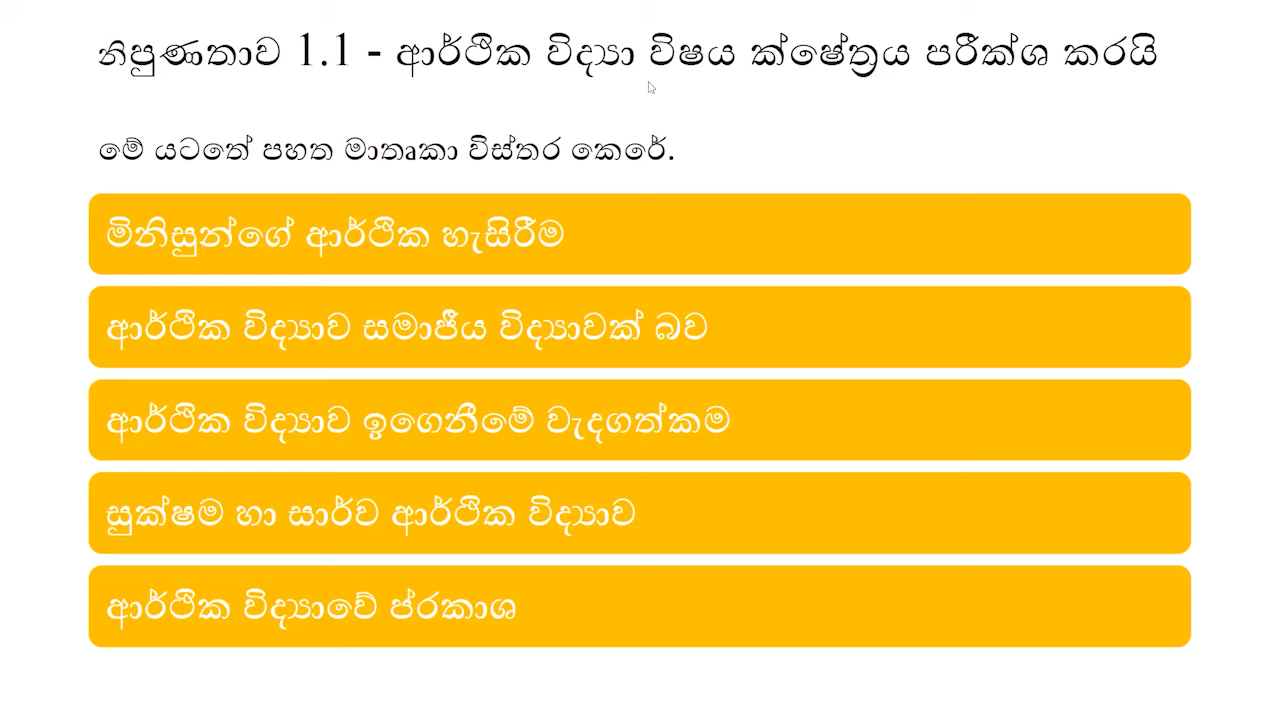 නිපුණතාව 1.1 - ආර්ථික විද්‍යා විෂය ක්ෂේත්‍රය පරීක්ශ කරයි
මේ යටතේ පහත මාතෘකා විස්තර කෙරේ.
මිනිසුන්ගේ ආර්ථික හැසිරීම
ආර්ථික විද්‍යාව සමාජීය විද්‍යාවක් බව
ආර්ථික විද්‍යාව ඉගෙනීමේ වැදගත්කම
සුක්ෂම හා සාර්ව ආර්ථික විද්‍යාව
ආර්ථික විද්‍යාවේ ප්රකාශ